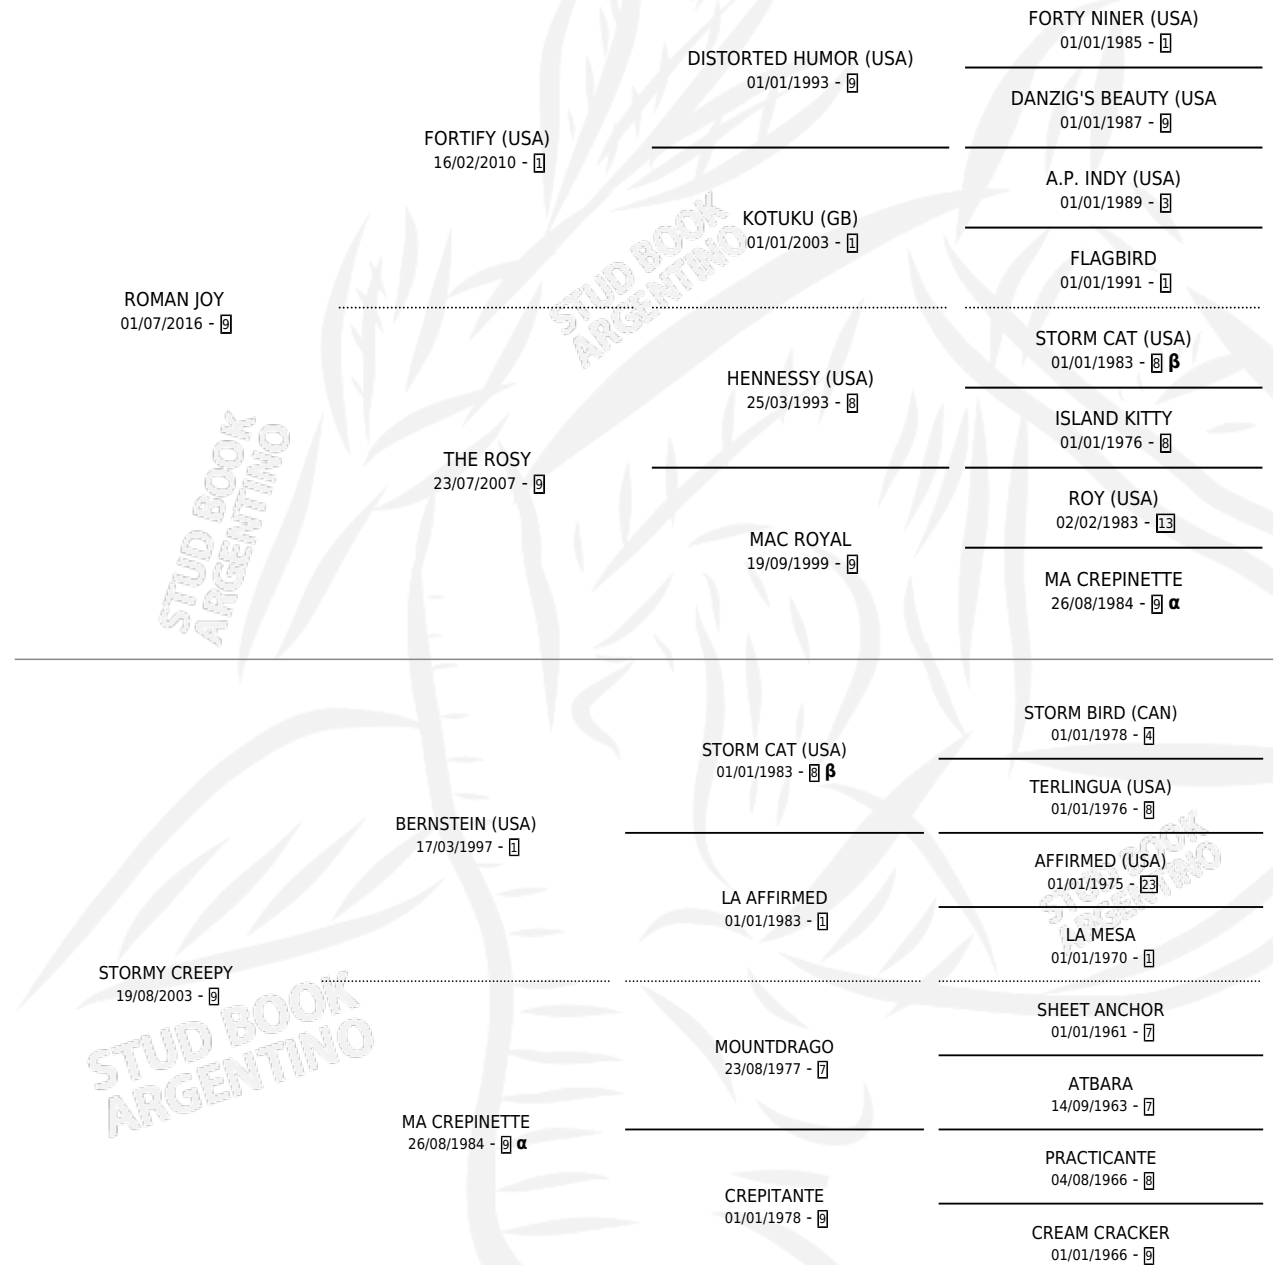 FORTY NINER (USA)
01/01/1985 - 1
DISTORTED HUMOR (USA)
01/01/1993 - 9
DANZIG'S BEAUTY (USA
01/01/1987 - 9
FORTIFY (USA)
16/02/2010 - 1
A.P. INDY (USA)
01/01/1989 - 3
KOTUKU (GB)
01/01/2003 - 1
FLAGBIRD
01/01/1991 - 1
ROMAN JOY
01/07/2016 - 9
STORM CAT (USA)
01/01/1983 - 8 β
HENNESSY (USA)
25/03/1993 - 8
ISLAND KITTY
01/01/1976 - 8
THE ROSY
23/07/2007 - 9
ROY (USA)
02/02/1983 - 13
MAC ROYAL
19/09/1999 - 9
MA CREPINETTE
26/08/1984 - 9 α
STORM BIRD (CAN)
01/01/1978 - 4
STORM CAT (USA)
01/01/1983 - 8 β
TERLINGUA (USA)
01/01/1976 - 8
BERNSTEIN (USA)
17/03/1997 - 1
AFFIRMED (USA)
01/01/1975 - 23
LA AFFIRMED
01/01/1983 - 1
LA MESA
01/01/1970 - 1
STORMY CREEPY
19/08/2003 - 9
SHEET ANCHOR
01/01/1961 - 7
MOUNTDRAGO
23/08/1977 - 7
ATBARA
14/09/1963 - 7
MA CREPINETTE
26/08/1984 - 9 α
PRACTICANTE
04/08/1966 - 8
CREPITANTE
01/01/1978 - 9
CREAM CRACKER
01/01/1966 - 9
STUD BOOK
ARGENTINO
STUD BOOK
ARGENTINO
STUD BOOK
ARGENTINO
STUD BOOK
ARGENTINO